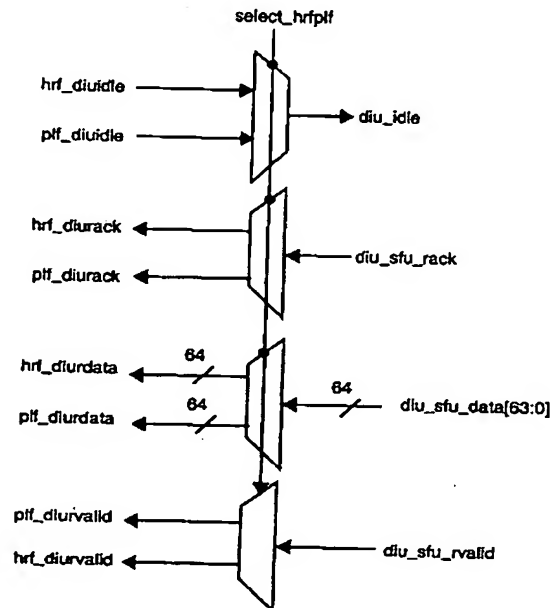 select_hrfplf
hrf_diuidle
plf_diuidle
diu_idle
hrf_diurack
plf_diurack
diu_sfu_rack
hrf_diurdata
64
plf_diurdata
64
64
diu_sfu_data[63:0]
plf_diurvalid
hrf_diurvalid
diu_sfu_rvalid